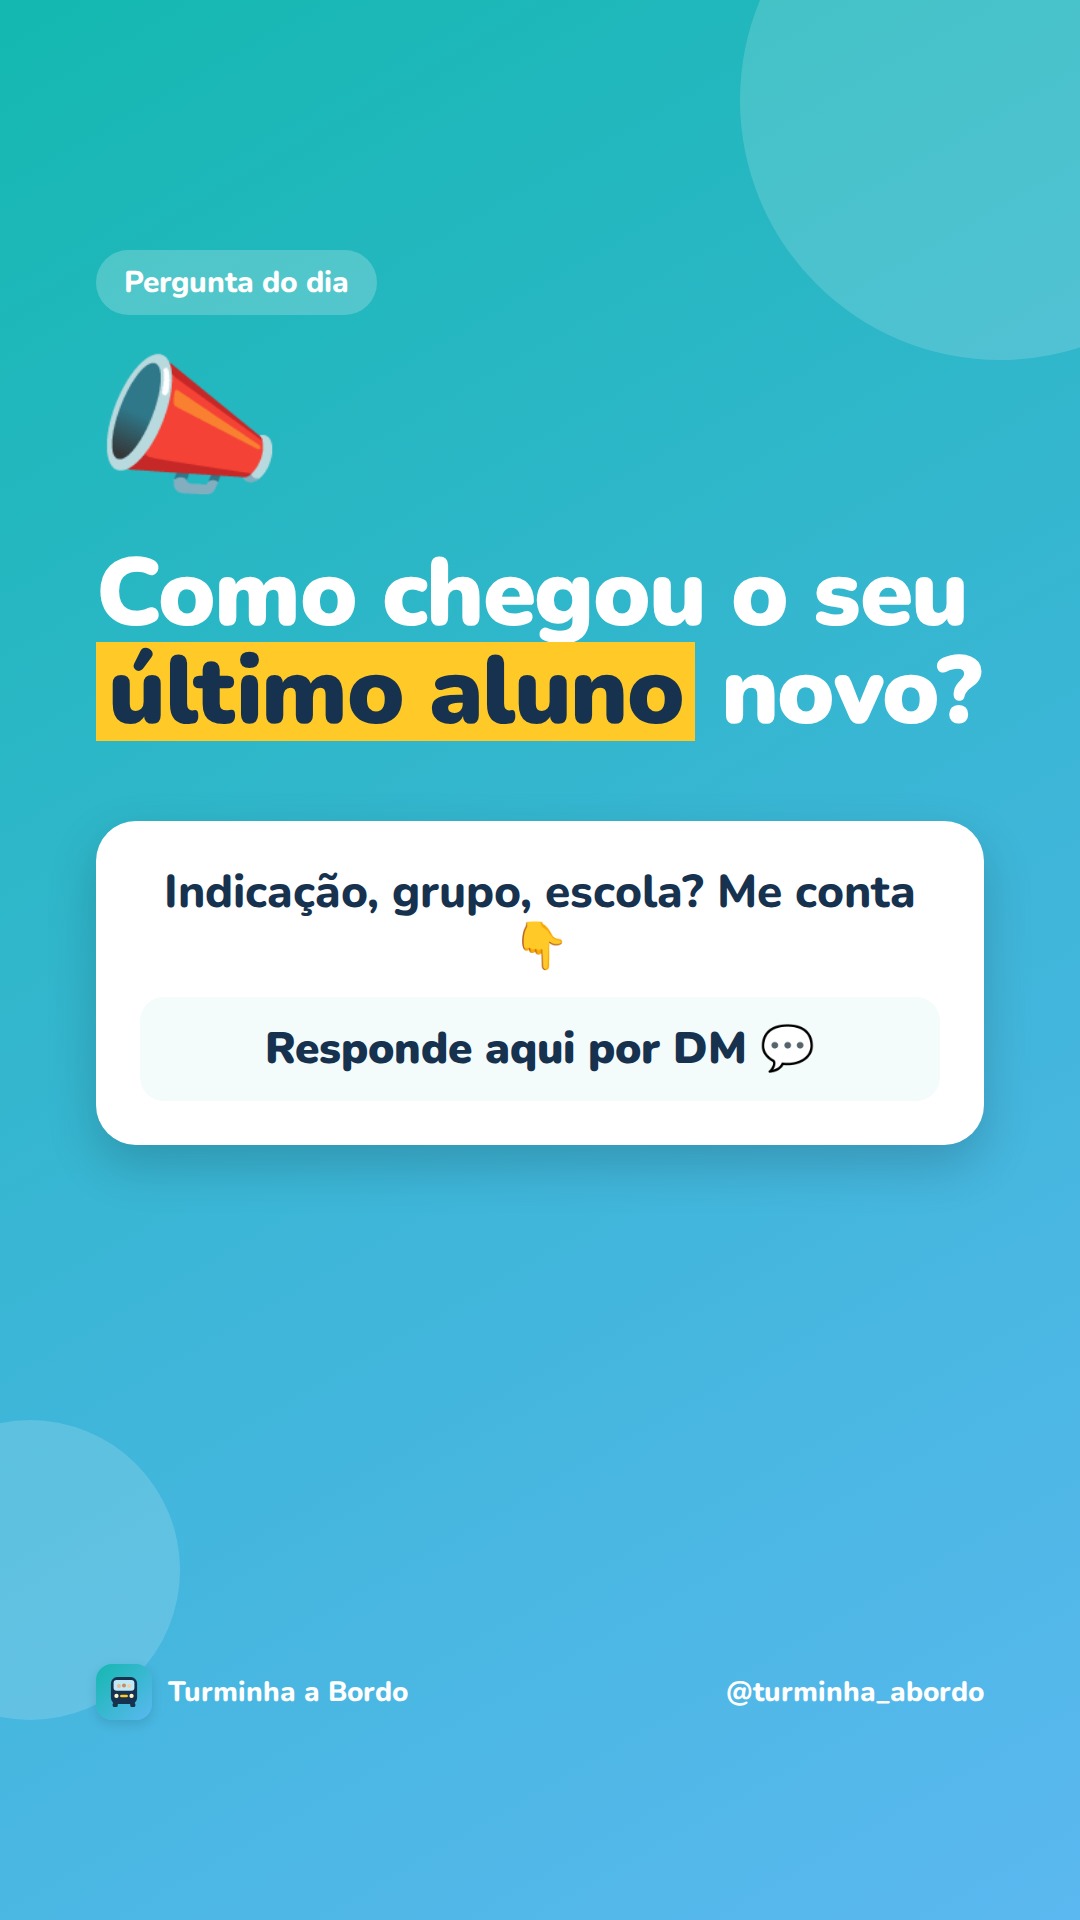 Pergunta do dia
Como chegou o seu
último aluno novo?
Indicação, grupo, escola? Me conta
👇
Responde aqui por DM 💬
Turminha a Bordo
@turminha_abordo